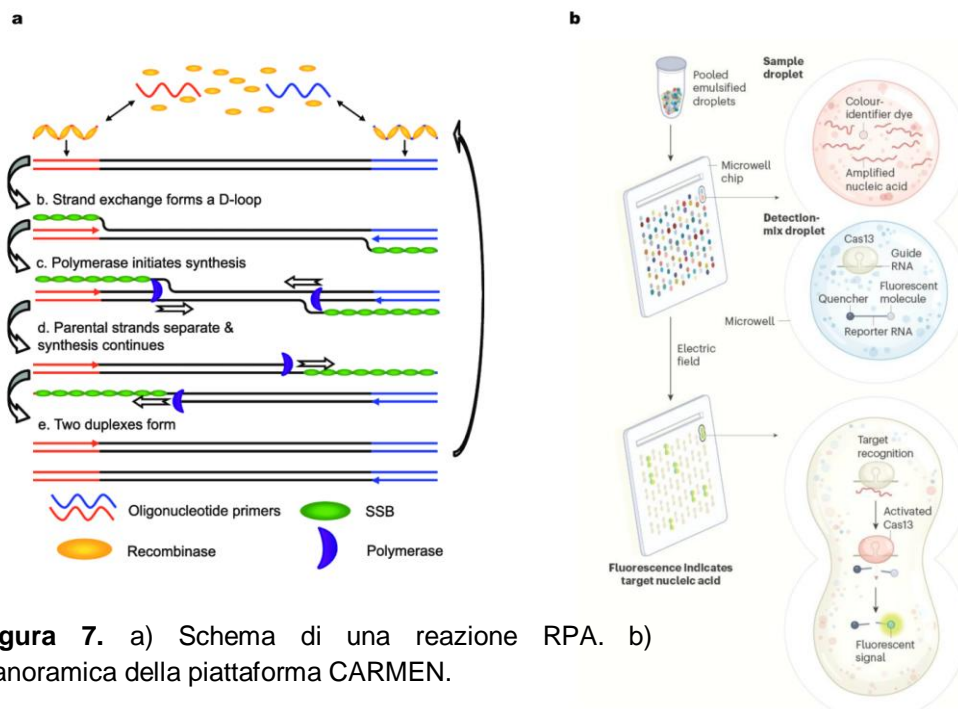 a
b. Strand exchange forms a D-loop
c. Polymerase initiates synthesis
d. Parental strands separate &
synthesis continues
e. Two duplexes form
Oligonucleotide primers
SSB
Recombinase
Polymerase
b
Pooled
emulsified
droplets
Sample
droplet
Colour-
identifier dye
Amplified
nucleic acid
Microwell
chip
Detection-
mix droplet
Cas13
Guide
RNA
Quencher
Fluorescent
molecule
Reporter RNA
Microwell
Electric
field
Target
recognition
Activated
Cas13
Fluorescent
signal
Fluorescence indicates
target nucleic acid
gura 7. a) Schema di una reazione RPA. b)
anoramica della piattaforma CARMEN.